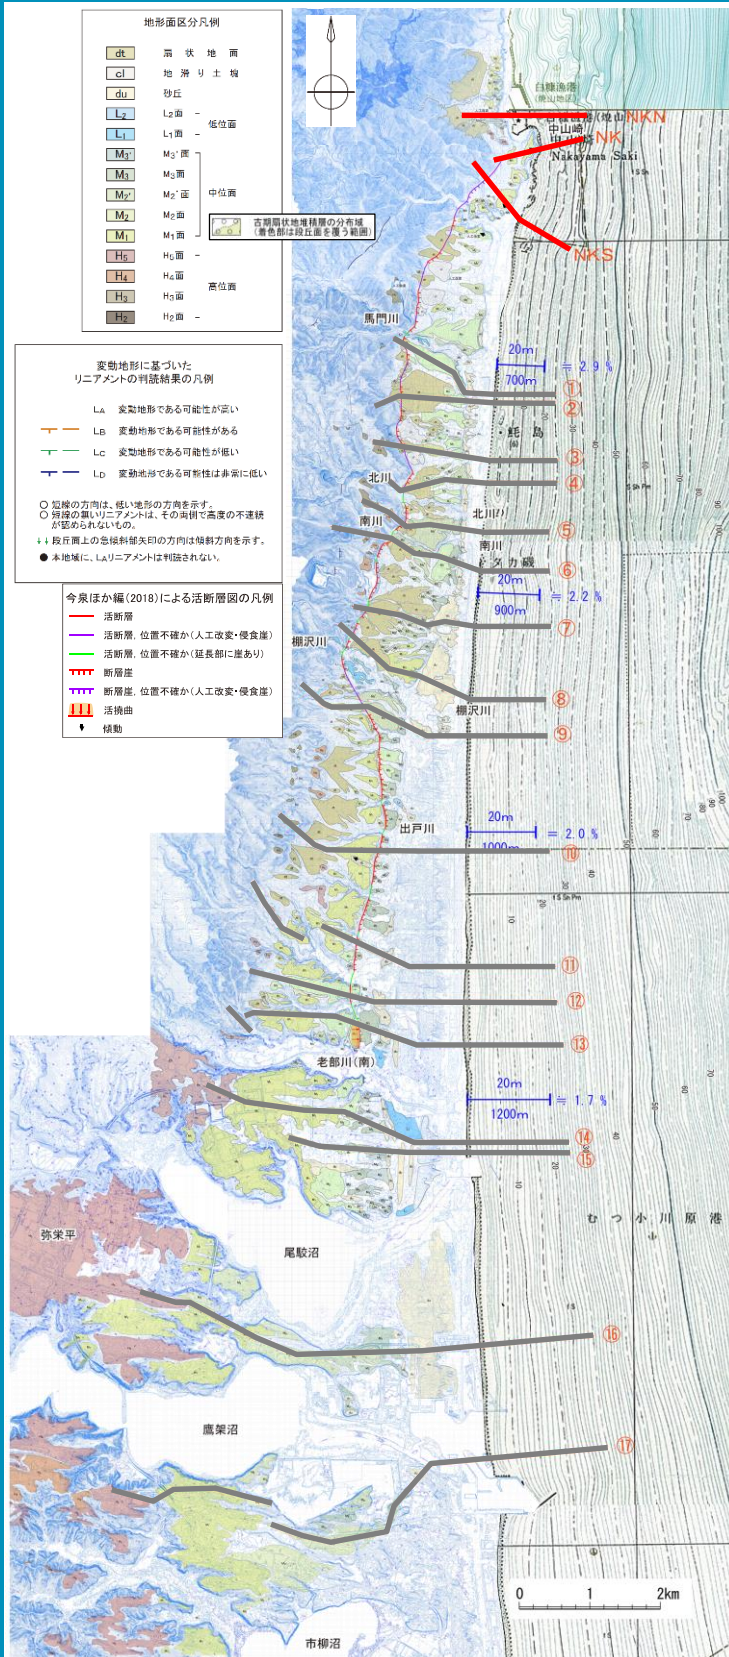 地形面区分凡例
dt 扇状地面
cl 地滑り土塊
du 砂丘
L2 L2面
低位面
L1 L1面
M3' M3'面
M3 M3面
M2' M2'面
中位面
M2 M2面
M1 M1面
H5 H5面
H4 H4面
高位面
H3 H3面
H2 H2面
古期扇状地堆積層の分布域
(着色部は段丘面を覆う範囲)
変動地形に基づいた
リニアメントの判読結果の凡例
LA 変動地形である可能性が高い
LB 変動地形である可能性がある
LC 変動地形である可能性が低い
LD 変動地形である可能性は非常に低い
○ 短線の方向は、低い地形の方向を示す。
○ 短線の無いリニアメントは、その両側で高度の不連続
が認められないもの。
↓↓ 段丘面上の急傾斜部矢印の方向は傾斜方向を示す。
● 本地域に、LAリニアメントは判読されない。
今泉ほか編(2018)による活断層図の凡例
活断層
活断層, 位置不確か(人工改変・侵食崖)
活断層, 位置不確か(延長部に崖あり)
断層崖
断層崖, 位置不確か(人工改変・侵食崖)
活撓曲
傾動
白糠漁港
(焼山地区)
NKN
中山崎
NK
Nakayama Saki
NKS
馬門川
20m
≒ 2.9 %
700m
①
②
③
北川
④
北川
南川
⑤
南川
⑥
タカ磯
20m
≒ 2.2 %
900m
⑦
棚沢川
⑧
棚沢川
⑨
20m
= 2.0 %
1000m
出戸川
⑩
⑪
⑫
⑬
老部川(南)
20m
≒ 1.7 %
1200m
⑭
⑮
むつ小川原港
弥栄平
尾駮沼
⑯
鷹架沼
⑰
0 1 2km
市柳沼